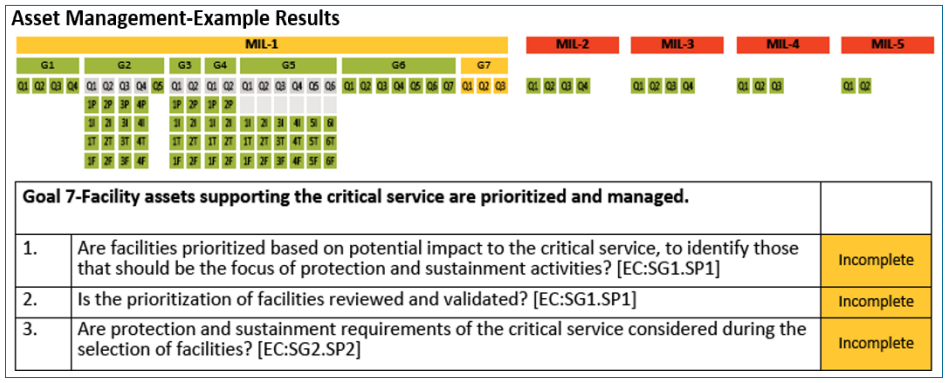 Asset Management-Example Results
MIL-1 MIL-2 MIL-3 MIL-4 MIL-5
G1 G2 G3 G4 G5 G6 G7
Q1 Q2 Q3 Q4 Q1 Q2 Q3 Q4 Q5 Q1 Q2 Q1 Q2 Q1 Q2 Q3 Q4 Q5 Q6 Q1 Q2 Q3 Q4 Q5 Q6 Q7 Q1 Q2 Q3 Q1 Q2 Q3 Q4 Q1 Q2 Q3 Q4 Q1 Q2 Q3 Q1 Q2
1P 2P 3P 4P 1P 2P 1P 2P
1I 2I 3I 4I 1I 2I 1I 2I 1I 2I 3I 4I 5I 6I
1T 2T 3T 4T 1T 2T 1T 2T 1T 2T 3T 4T 5T 6T
1F 2F 3F 4F 1F 2F 1F 2F 1F 2F 3F 4F 5F 6F
Goal 7-Facility assets supporting the critical service are prioritized and managed.
1. Are facilities prioritized based on potential impact to the critical service, to identify those
that should be the focus of protection and sustainment activities? [EC:SG1.SP1]
Incomplete
2. Is the prioritization of facilities reviewed and validated? [EC:SG1.SP1] Incomplete
3. Are protection and sustainment requirements of the critical service considered during the
selection of facilities? [EC:SG2.SP2]
Incomplete